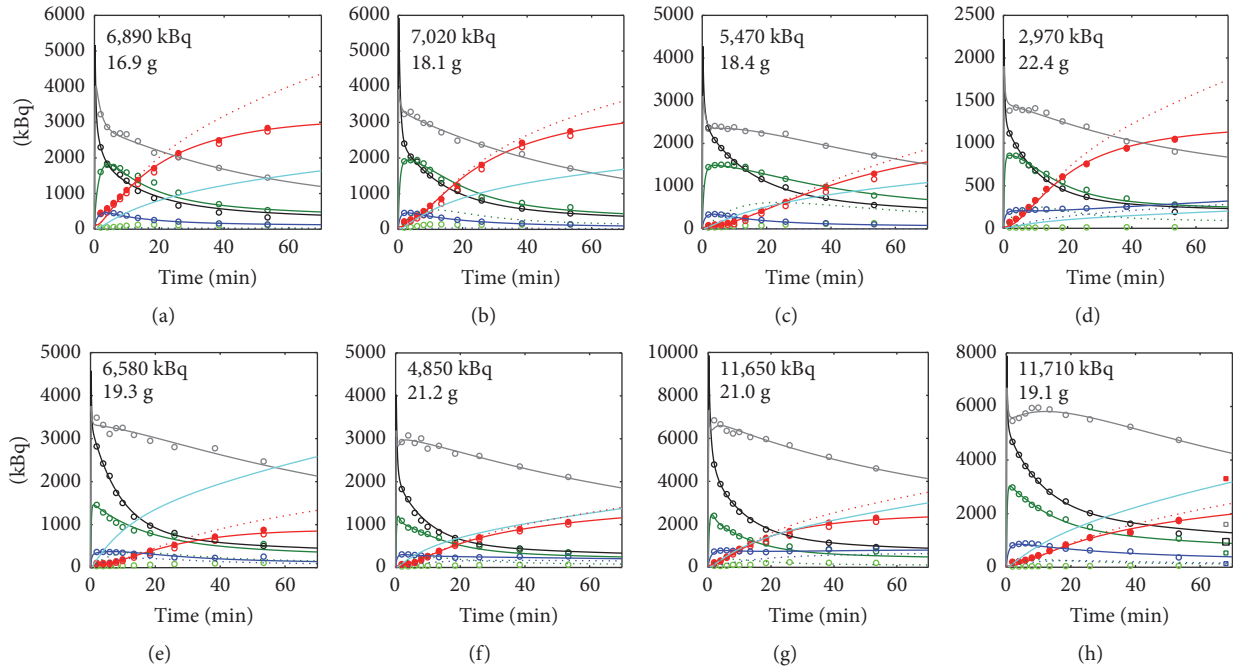 6000
5000
4000
3000
2000
1000
0
(kBq)
6,890 kBq
16.9 g
0 20 40 60
Time (min)
(a)
6000
5000
4000
3000
2000
1000
0
7,020 kBq
18.1 g
0 20 40 60
Time (min)
(b)
5000
4000
3000
2000
1000
0
5,470 kBq
18.4 g
0 20 40 60
Time (min)
(c)
2500
2000
1500
1000
500
0
2,970 kBq
22.4 g
0 20 40 60
Time (min)
(d)
5000
4000
3000
2000
1000
0
(kBq)
6,580 kBq
19.3 g
0 20 40 60
Time (min)
(e)
5000
4000
3000
2000
1000
0
4,850 kBq
21.2 g
0 20 40 60
Time (min)
(f)
10000
8000
6000
4000
2000
0
11,650 kBq
21.0 g
0 20 40 60
Time (min)
(g)
8000
6000
4000
2000
0
11,710 kBq
19.1 g
0 20 40 60
Time (min)
(h)